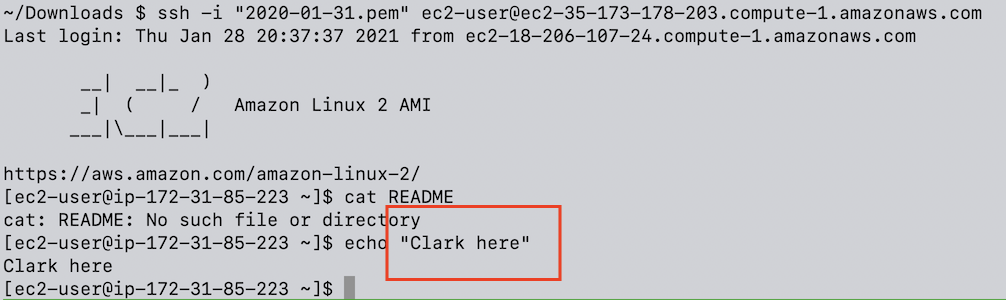 ~/Downloads $ ssh -i "2020-01-31.pem" ec2-user@ec2-35-173-178-203.compute-1.amazonaws.com
Last login: Thu Jan 28 20:37:37 2021 from ec2-18-206-107-24.compute-1.amazonaws.com

       __|  __|_  )
       _|  (     /   Amazon Linux 2 AMI
      ___|\___|___|

https://aws.amazon.com/amazon-linux-2/
[ec2-user@ip-172-31-85-223 ~]$ cat README
cat: README: No such file or directory
[ec2-user@ip-172-31-85-223 ~]$ echo "Clark here"
Clark here
[ec2-user@ip-172-31-85-223 ~]$